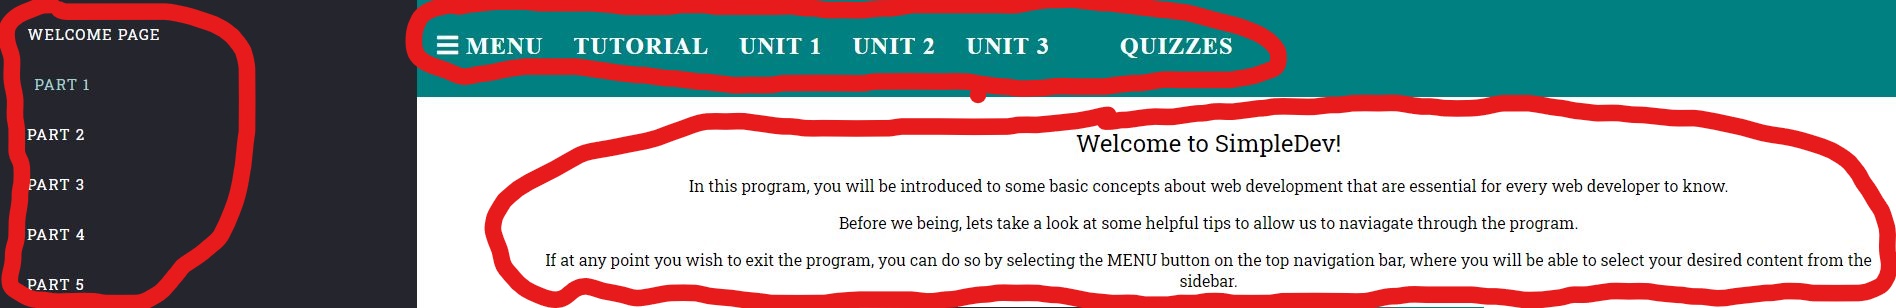 WELCOME PAGE
PART 1
PART 2
PART 3
PART 4
PART 5
MENU TUTORIAL UNIT 1 UNIT 2 UNIT 3 QUIZZES
Welcome to SimpleDev!
In this program, you will be introduced to some basic concepts about web development that are essential for every web developer to know.
Before we being, lets take a look at some helpful tips to allow us to naviagate through the program.
If at any point you wish to exit the program, you can do so by selecting the MENU button on the top navigation bar, where you will be able to select your desired content from the
sidebar.